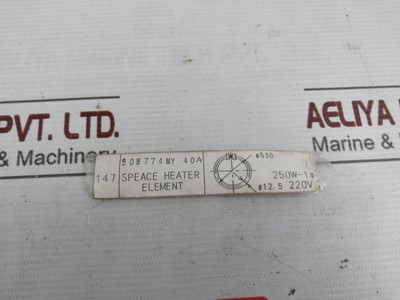 PVT. LTD.
& Machinery
AELIYA
Marine &
147
508774MY 40A
SPEACE HEATER
ELEMENT
φ530
250W-1φ
φ12.5 220V